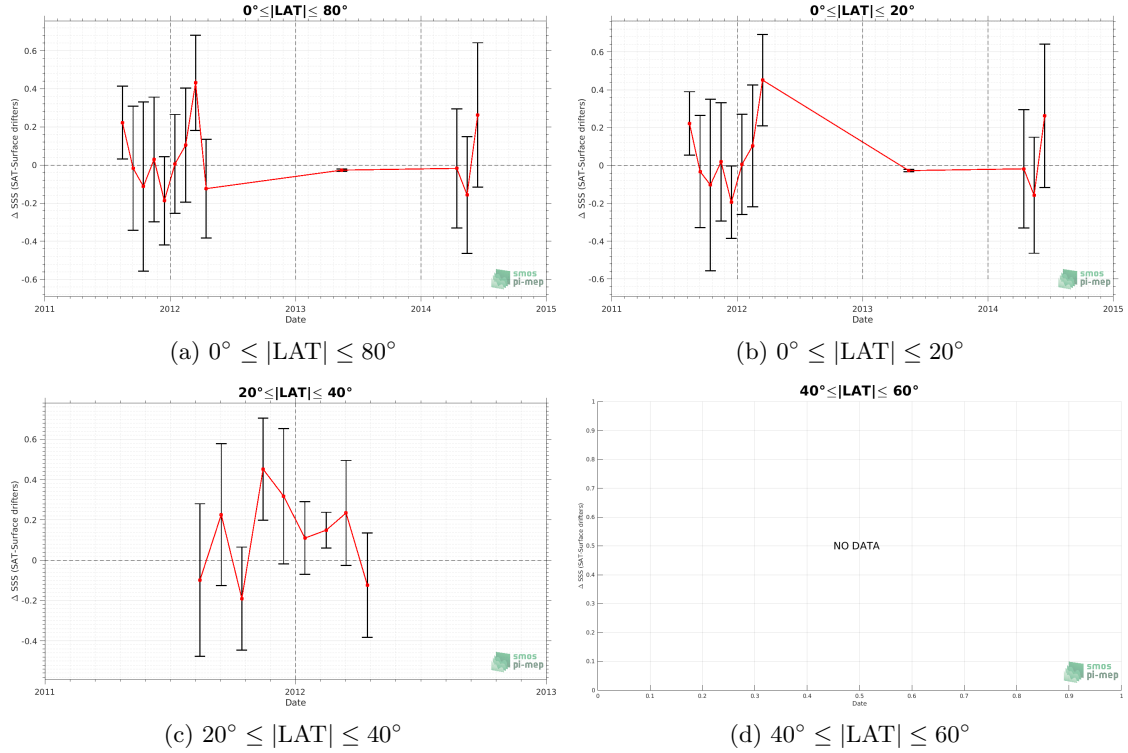 0°≤|LAT|≤ 80°
Δ SSS (SAT-Surface drifters)
0.6
0.4
0.2
0
-0.2
-0.4
-0.6
2011 2012 2013 2014 2015
Date
smos
pi-mep
(a) 0° ≤ |LAT| ≤ 80°
0°≤|LAT|≤ 20°
Δ SSS (SAT-Surface drifters)
0.6
0.4
0.2
0
-0.2
-0.4
-0.6
2011 2012 2013 2014 2015
Date
smos
pi-mep
(b) 0° ≤ |LAT| ≤ 20°
20°≤|LAT|≤ 40°
Δ SSS (SAT-Surface drifters)
0.6
0.4
0.2
0
-0.2
-0.4
2011 2012 2013
Date
smos
pi-mep
(c) 20° ≤ |LAT| ≤ 40°
40°≤|LAT|≤ 60°
Δ SSS (SAT-Surface drifters)
1
0.9
0.8
0.7
0.6
0.5
0.4
0.3
0.2
0.1
0
NO DATA
0 0.1 0.2 0.3 0.4 0.5 0.6 0.7 0.8 0.9 1
Date
smos
pi-mep
(d) 40° ≤ |LAT| ≤ 60°